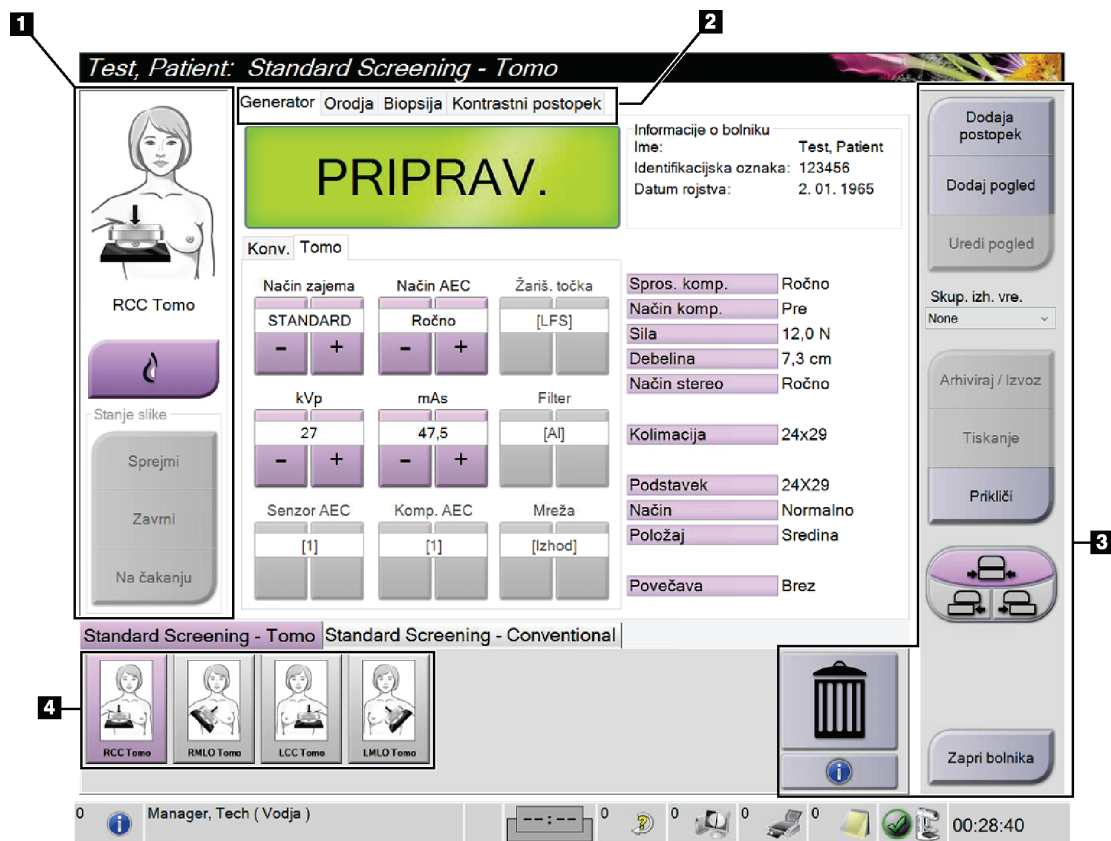 1
2
Test, Patient: Standard Screening - Tomo
Generator Orodja Biopsija Kontrastni postopek
PRIPRAV.
Informacije o bolniku
Ime: Test, Patient
Identifikacijska oznaka: 123456
Datum rojstva: 2. 01. 1965
RCC Tomo
Stanje slike
Sprejmi
Zavrni
Na čakanju
Konv. Tomo
Način zajema Način AEC Žariš. točka
STANDARD Ročno [LFS]
- + - +
kVp mAs Filter
27 47,5 [Al]
- + - +
Senzor AEC Komp. AEC Mreža
[1] [1] [Izhod]
Spros. komp. Ročno
Način komp. Pre
Sila 12,0 N
Debelina 7,3 cm
Način stereo Ročno
Kolimacija 24x29
Podstavek 24X29
Način Normalno
Položaj Sredina
Povečava Brez
Dodaja
postopek
Dodaj pogled
Uredi pogled
Skup. izh. vre.
None
Arhiviraj / Izvoz
Tiskanje
Prikliči
3
Zapri bolnika
Standard Screening - Tomo Standard Screening - Conventional
4
RCC Tomo RMLO Tomo LCC Tomo LMLO Tomo
0 Manager, Tech ( Vodja ) --:-- 0 0 0 0 00:28:40